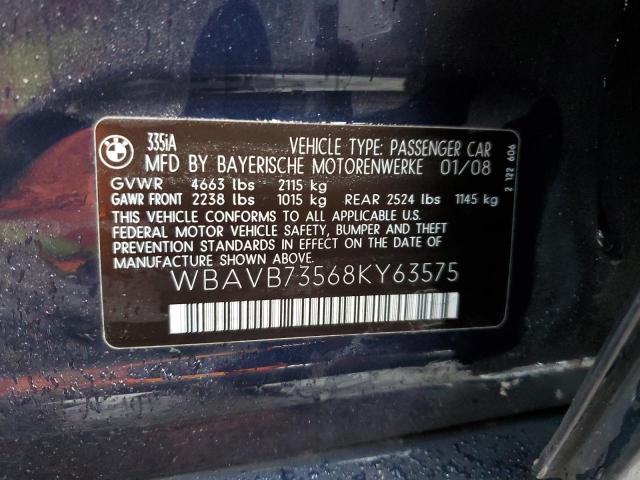 BMW
335iA VEHICLE TYPE: PASSENGER CAR
MFD BY BAYERISCHE MOTORENWERKE 01/08
GVWR 4663 lbs 2115 kg
GAWR FRONT 2238 lbs 1015 kg REAR 2524 lbs 1145 kg
THIS VEHICLE CONFORMS TO ALL APPLICABLE U.S.
FEDERAL MOTOR VEHICLE SAFETY, BUMPER AND THEFT
PREVENTION STANDARDS IN EFFECT ON THE DATE OF
MANUFACTURE SHOWN ABOVE.
WBAVB73568KY63575
2 122 606